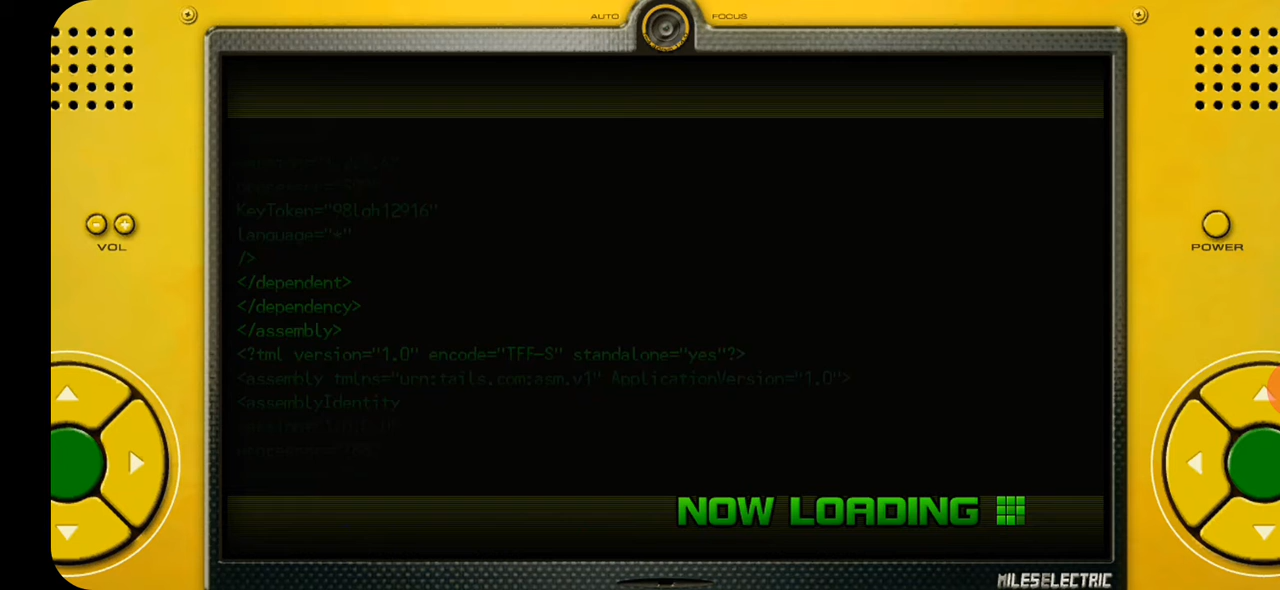 AUTO FOCUS
KeyToken="98lgh12916"
language="*"
/>
</dependent>
</dependency>
</assembly>
<?tml version="1.0" encode="TFF-S" standalone="yes"?>
<assembly tmlns="urn:tails.com:asm.v1" ApplicationVersion="1.0">
<assemblyIdentity
VOL
POWER
NOW LOADING
MILESELECTRIC